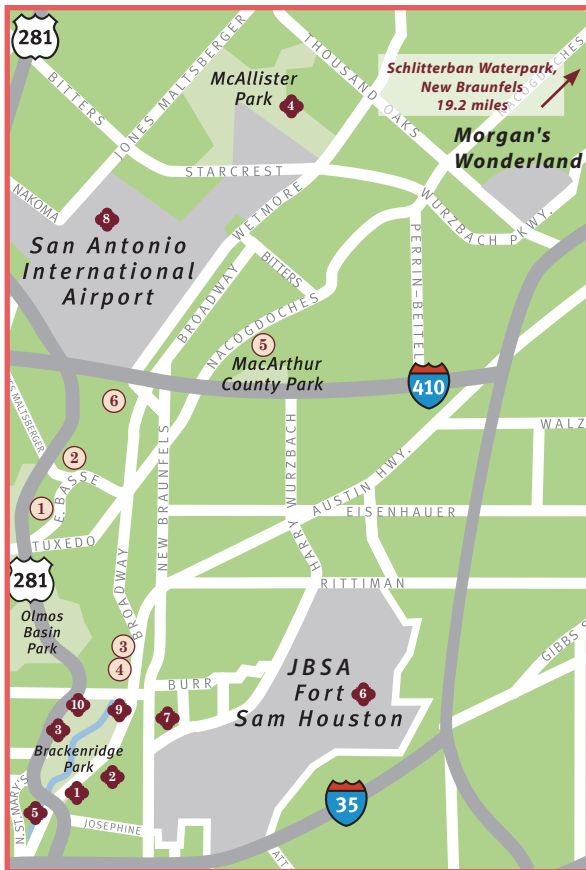 281
BITTERS
JONES MALTSBERGER
McAllister
Park
4
THOUSAND OAKS
Schlitterban Waterpark,
New Braunfels
19.2 miles
NACOGDOCHES
Morgan's
Wonderland
STARCREST
NAKOMA
8
WETMORE
WURZBACH PKWY.
San Antonio
International
Airport
BROADWAY
BITTERS
PERRIN-BEITEL
NACOGDOCHES
5
MacArthur
County Park
410
6
ES MALTSBERGER
2
E. BASSE
1
NEW BRAUNFELS
HARRY WURZBACH
AUSTIN HWY.
WALZ
EISENHAUER
TUXEDO
281
BROADWAY
RITTIMAN
Olmos
Basin
Park
3
4
GIBBS S
BURR
JBSA
Fort
Sam Houston
6
10
9
7
3
Brackenridge
Park
2
1
5
N.ST.MARY'S
JOSEPHINE
35
ATT